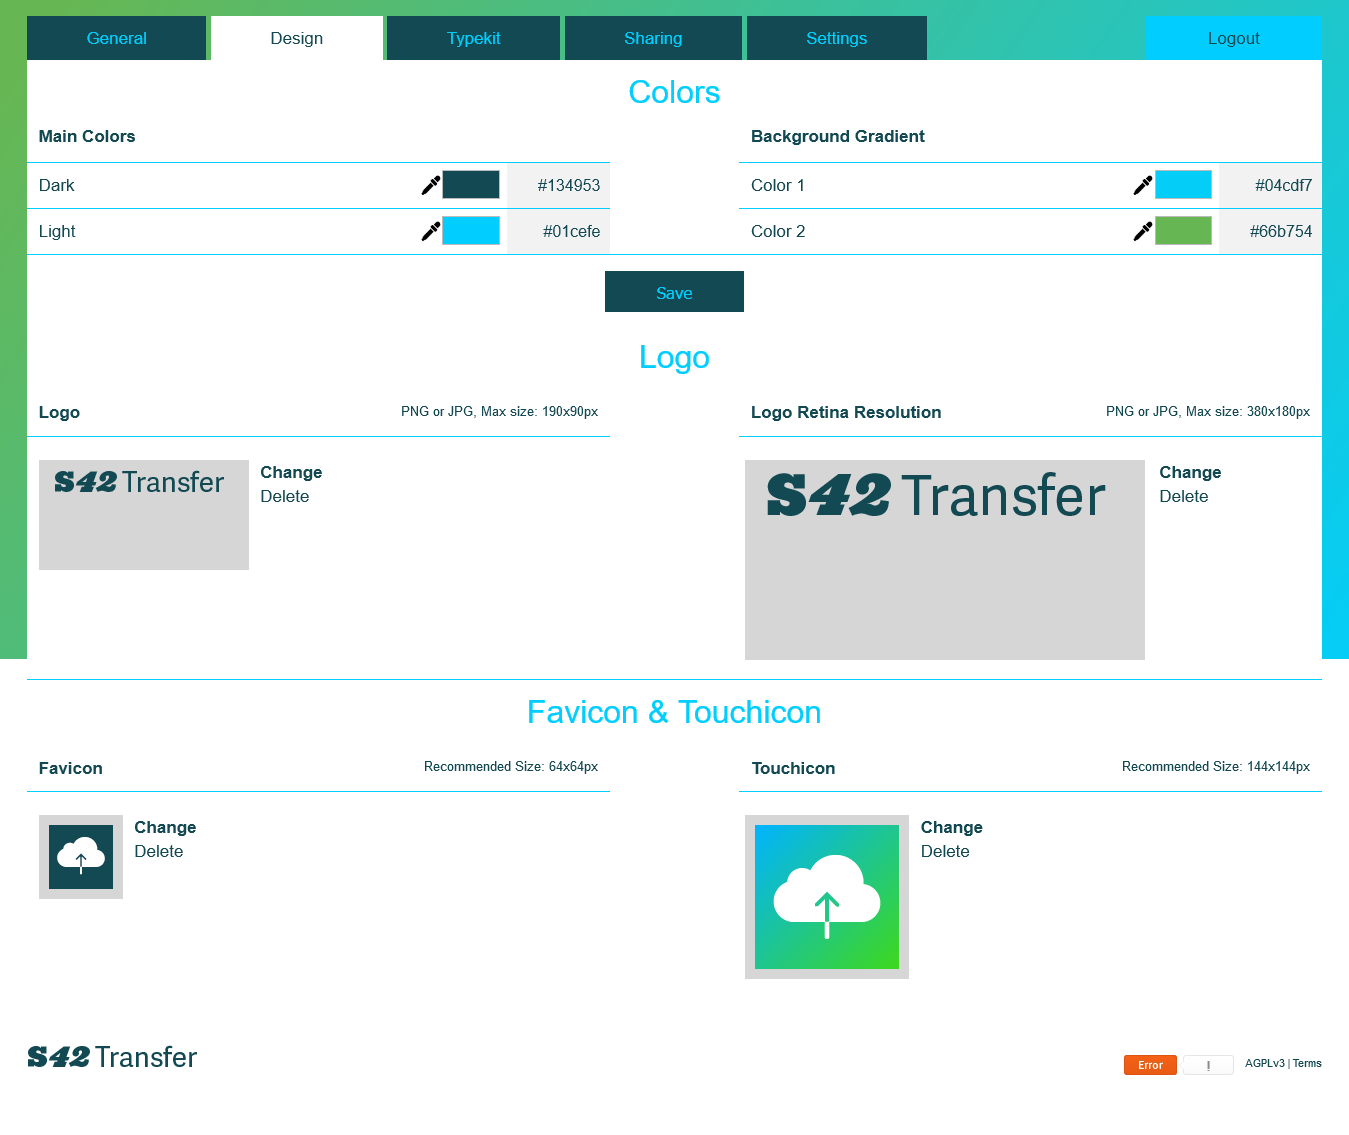 General Design Typekit Sharing Settings Logout
Colors
Main Colors Background Gradient
Dark #134953 Color 1 #04cdf7
Light #01cefe Color 2 #66b754
Save
Logo
Logo PNG or JPG, Max size: 190x90px Logo Retina Resolution PNG or JPG, Max size: 380x180px
S42 Transfer Change S42 Transfer Change
Delete Delete
Favicon & Touchicon
Favicon Recommended Size: 64x64px Touchicon Recommended Size: 144x144px
Change Change
Delete Delete
S42 Transfer Error ! AGPLv3 | Terms